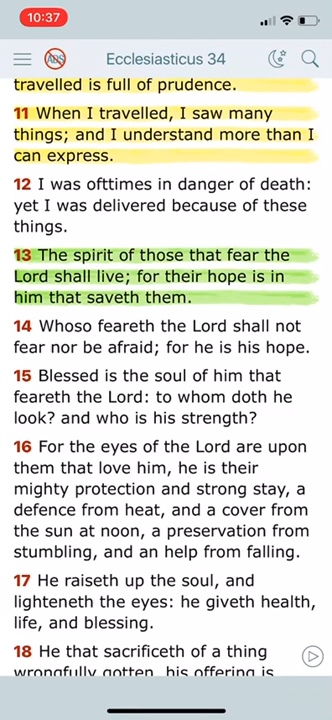 10:37
ADS
Ecclesiasticus 34
travelled is full of prudence.
11 When I travelled, I saw many
things; and I understand more than I
can express.
12 I was ofttimes in danger of death:
yet I was delivered because of these
things.
13 The spirit of those that fear the
Lord shall live; for their hope is in
him that saveth them.
14 Whoso feareth the Lord shall not
fear nor be afraid; for he is his hope.
15 Blessed is the soul of him that
feareth the Lord: to whom doth he
look? and who is his strength?
16 For the eyes of the Lord are upon
them that love him, he is their
mighty protection and strong stay, a
defence from heat, and a cover from
the sun at noon, a preservation from
stumbling, and an help from falling.
17 He raiseth up the soul, and
lighteneth the eyes: he giveth health,
life, and blessing.
18 He that sacrificeth of a thing
wrongfully gotten, his offering is